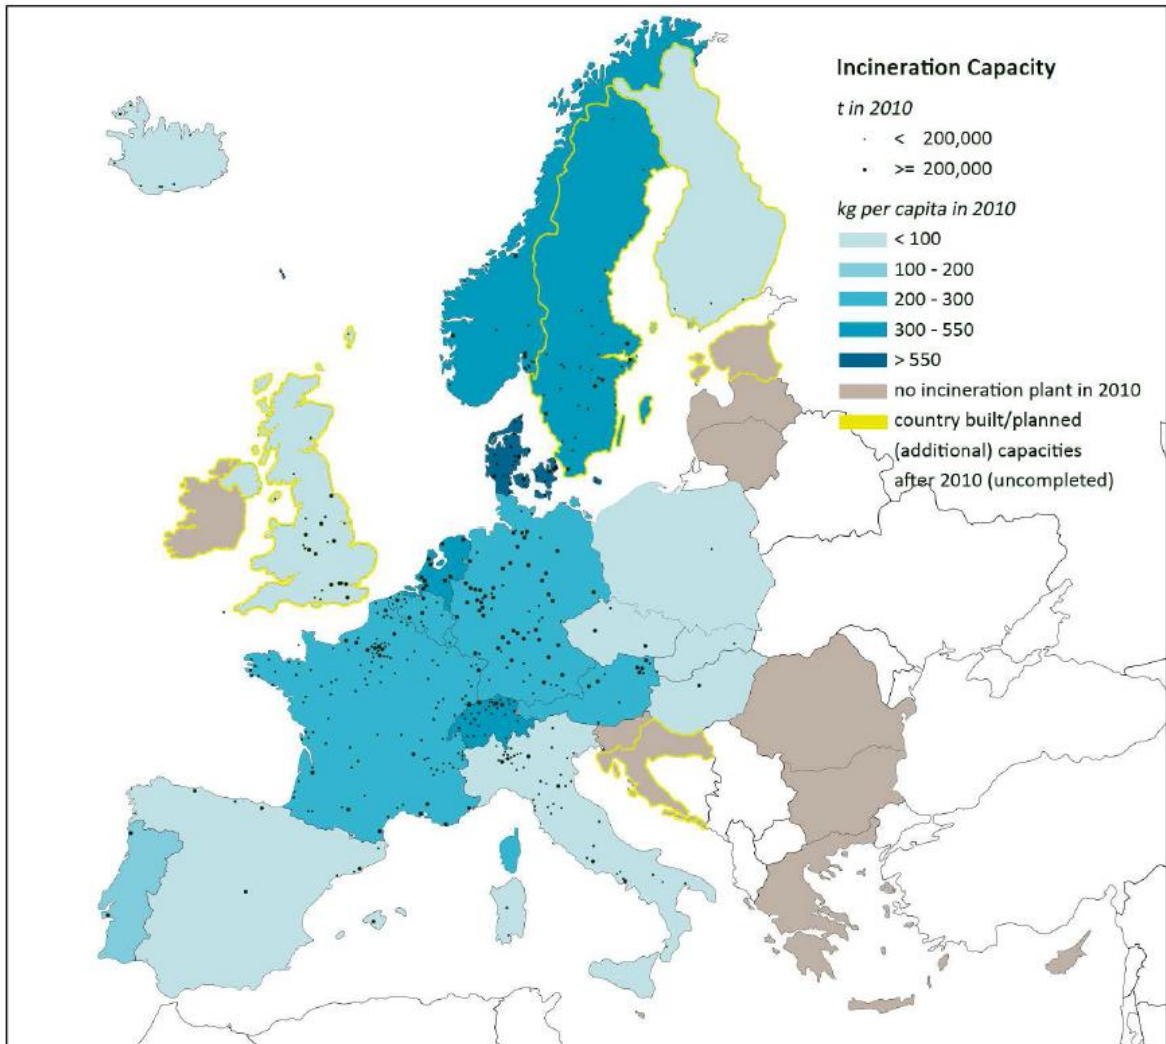 Incineration Capacity
t in 2010
< 200,000
>= 200,000
kg per capita in 2010
< 100
100 - 200
200 - 300
300 - 550
> 550
no incineration plant in 2010
country built/planned
(additional) capacities
after 2010 (uncompleted)